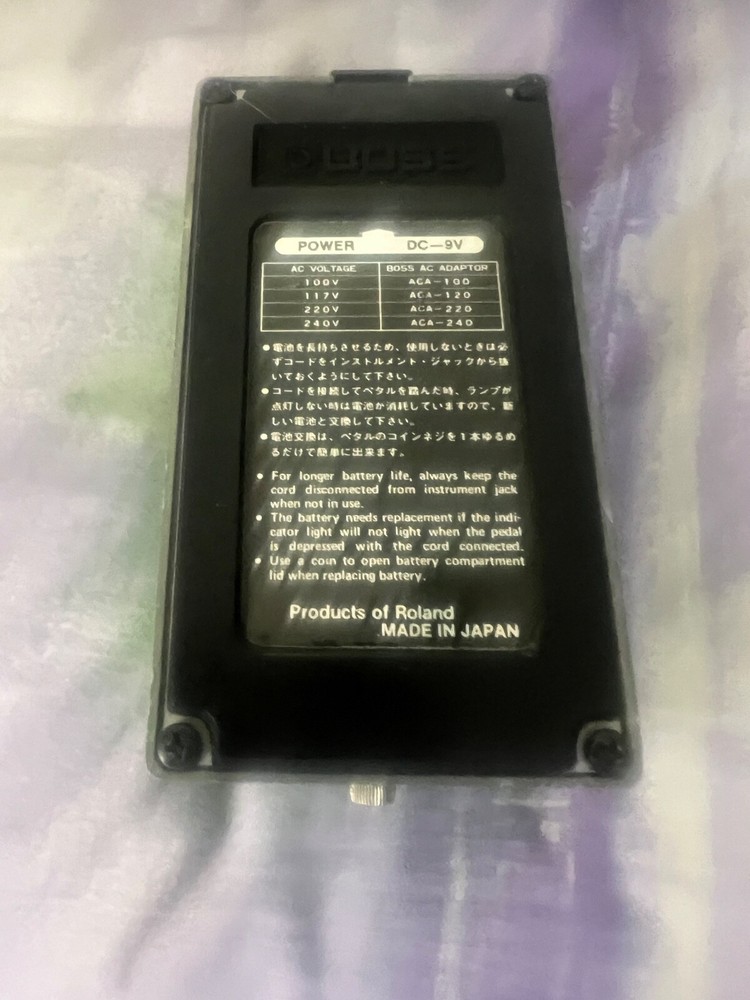 BOSS
POWER DC—9V
AC VOLTAGE BOSS AC ADAPTOR
100V ACA—100
117V ACA—120
220V ACA—220
240V ACA—240
●電池を長持ちさせるため、使用しないときは必
ずコードをインストルメント・ジャックから抜
いておくようにして下さい。
●コードを接続してペタルを踏んだ時、ランプが
点灯しない時は電池が消耗していますので、新
しい電池と交換して下さい。
●電池交換は、ペタルのコインネジを1本ゆるめ
るだけで簡単に出来ます。
● For longer battery life, always keep the
cord disconnected from instrument jack
when not in use.
● The battery needs replacement if the indi-
cator light will not light when the pedal
is depressed with the cord connected.
● Use a coin to open battery compartment
lid when replacing battery.
Products of Roland
MADE IN JAPAN